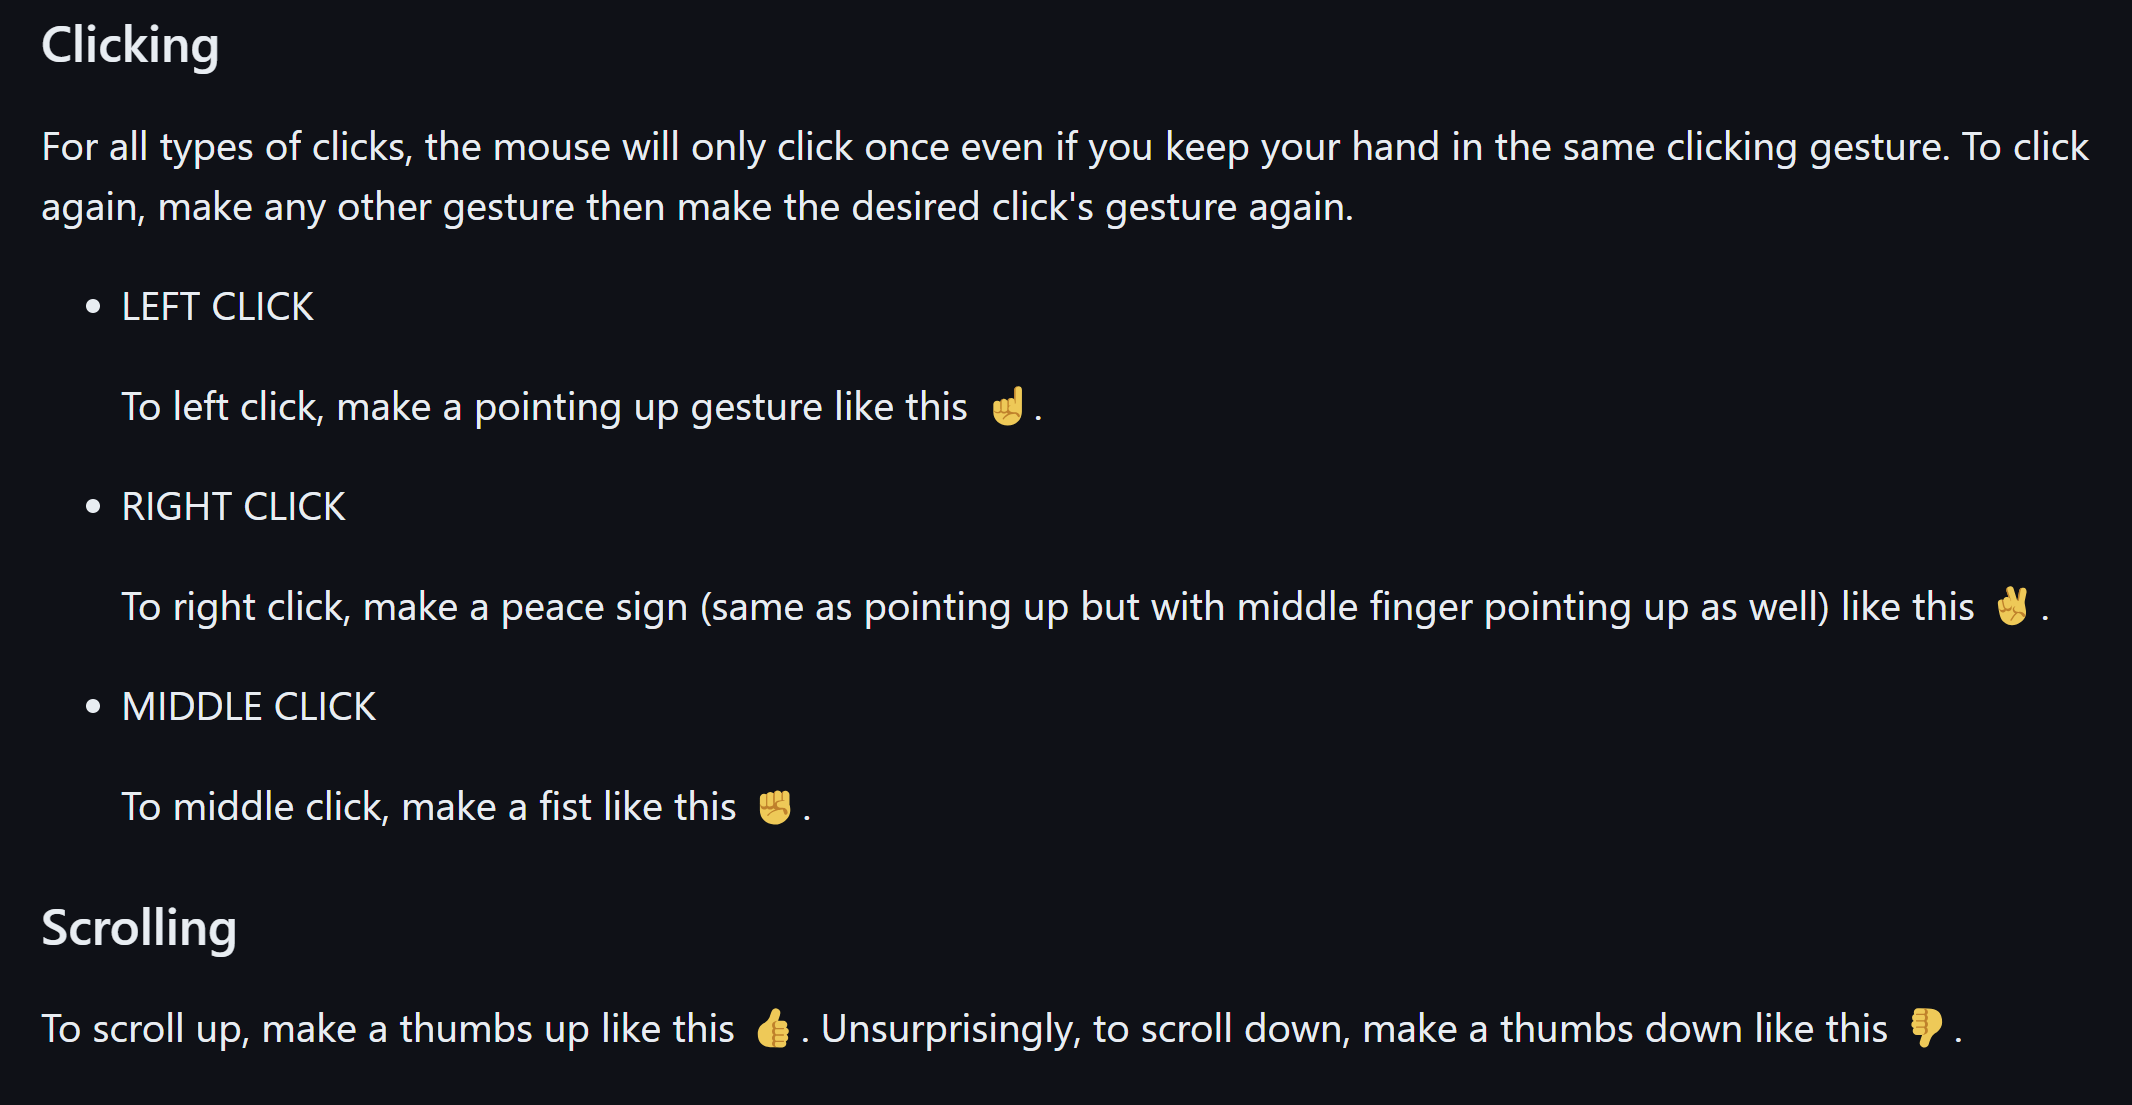 Clicking
For all types of clicks, the mouse will only click once even if you keep your hand in the same clicking gesture. To click
again, make any other gesture then make the desired click's gesture again.
• LEFT CLICK
To left click, make a pointing up gesture like this ☝️.
• RIGHT CLICK
To right click, make a peace sign (same as pointing up but with middle finger pointing up as well) like this ✌️.
• MIDDLE CLICK
To middle click, make a fist like this ✊.
Scrolling
To scroll up, make a thumbs up like this 👍. Unsurprisingly, to scroll down, make a thumbs down like this 👎.